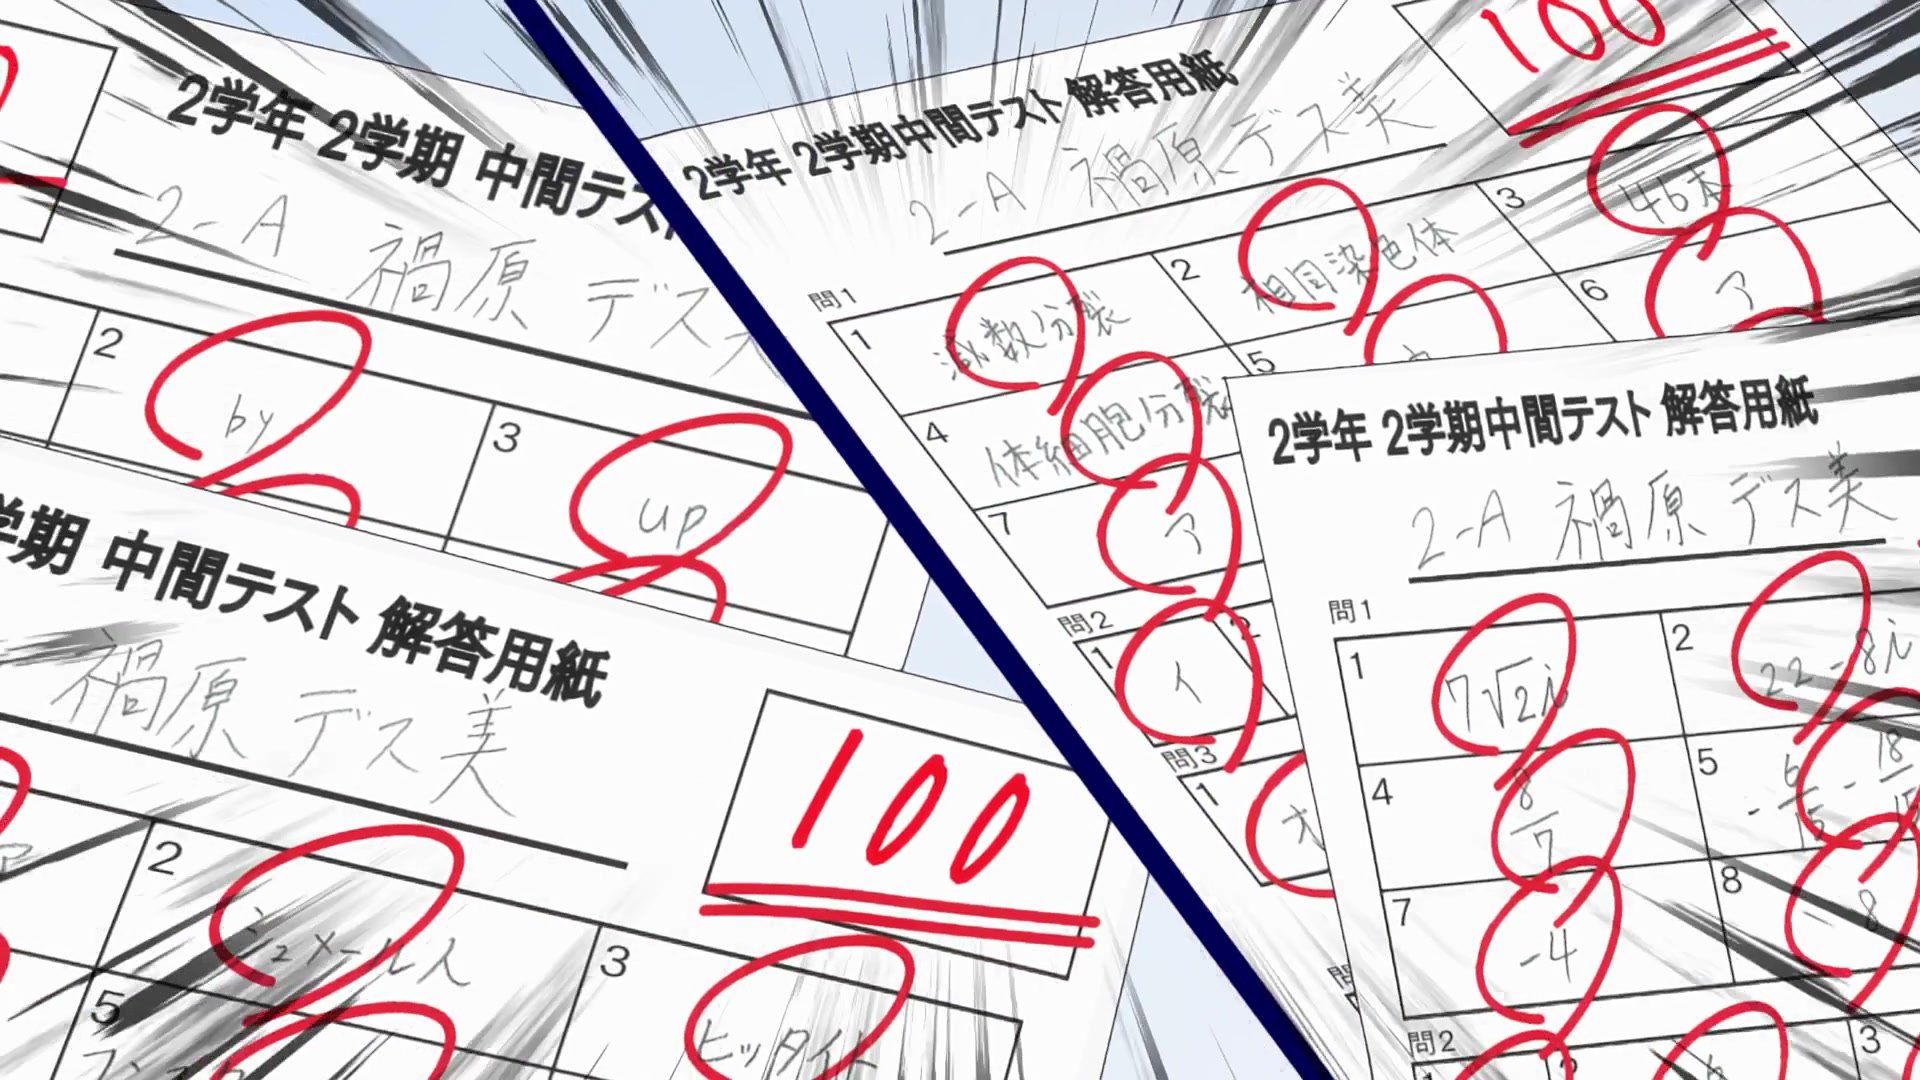 2学年 2学期 中間テス
2-A 禍原 デス
2
by
3
up
学期 中間テスト 解答用紙
禍原 デス美
100
2
シュメール人
3
ヒッタイト
5
100
2学年 2学期中間テスト 解答用紙
2-A 禍原 デス美
問1
1
減数分裂
2
相同染色体
3
46本
4
体細胞分裂
5
6
ア
7
ア
問2
1
イ
2
問3
1
2学年 2学期中間テスト 解答用紙
2-A 禍原 デス美
問1
1
7√2i
2
22-8i
4
8/7
5
7
-4
8
8
問2
1
2
3